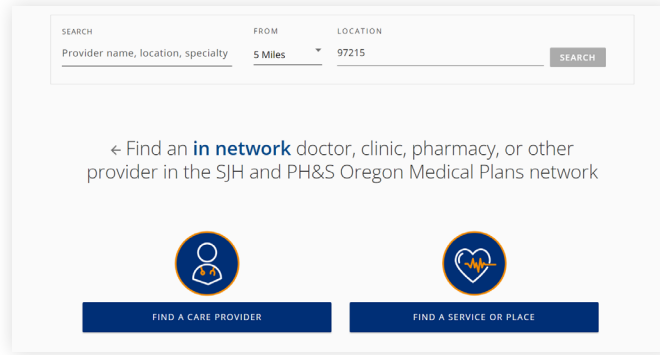 SEARCH
FROM
LOCATION
Provider name, location, specialty
5 Miles
97215
SEARCH
← Find an in network doctor, clinic, pharmacy, or other
provider in the SJH and PH&S Oregon Medical Plans network
FIND A CARE PROVIDER
FIND A SERVICE OR PLACE